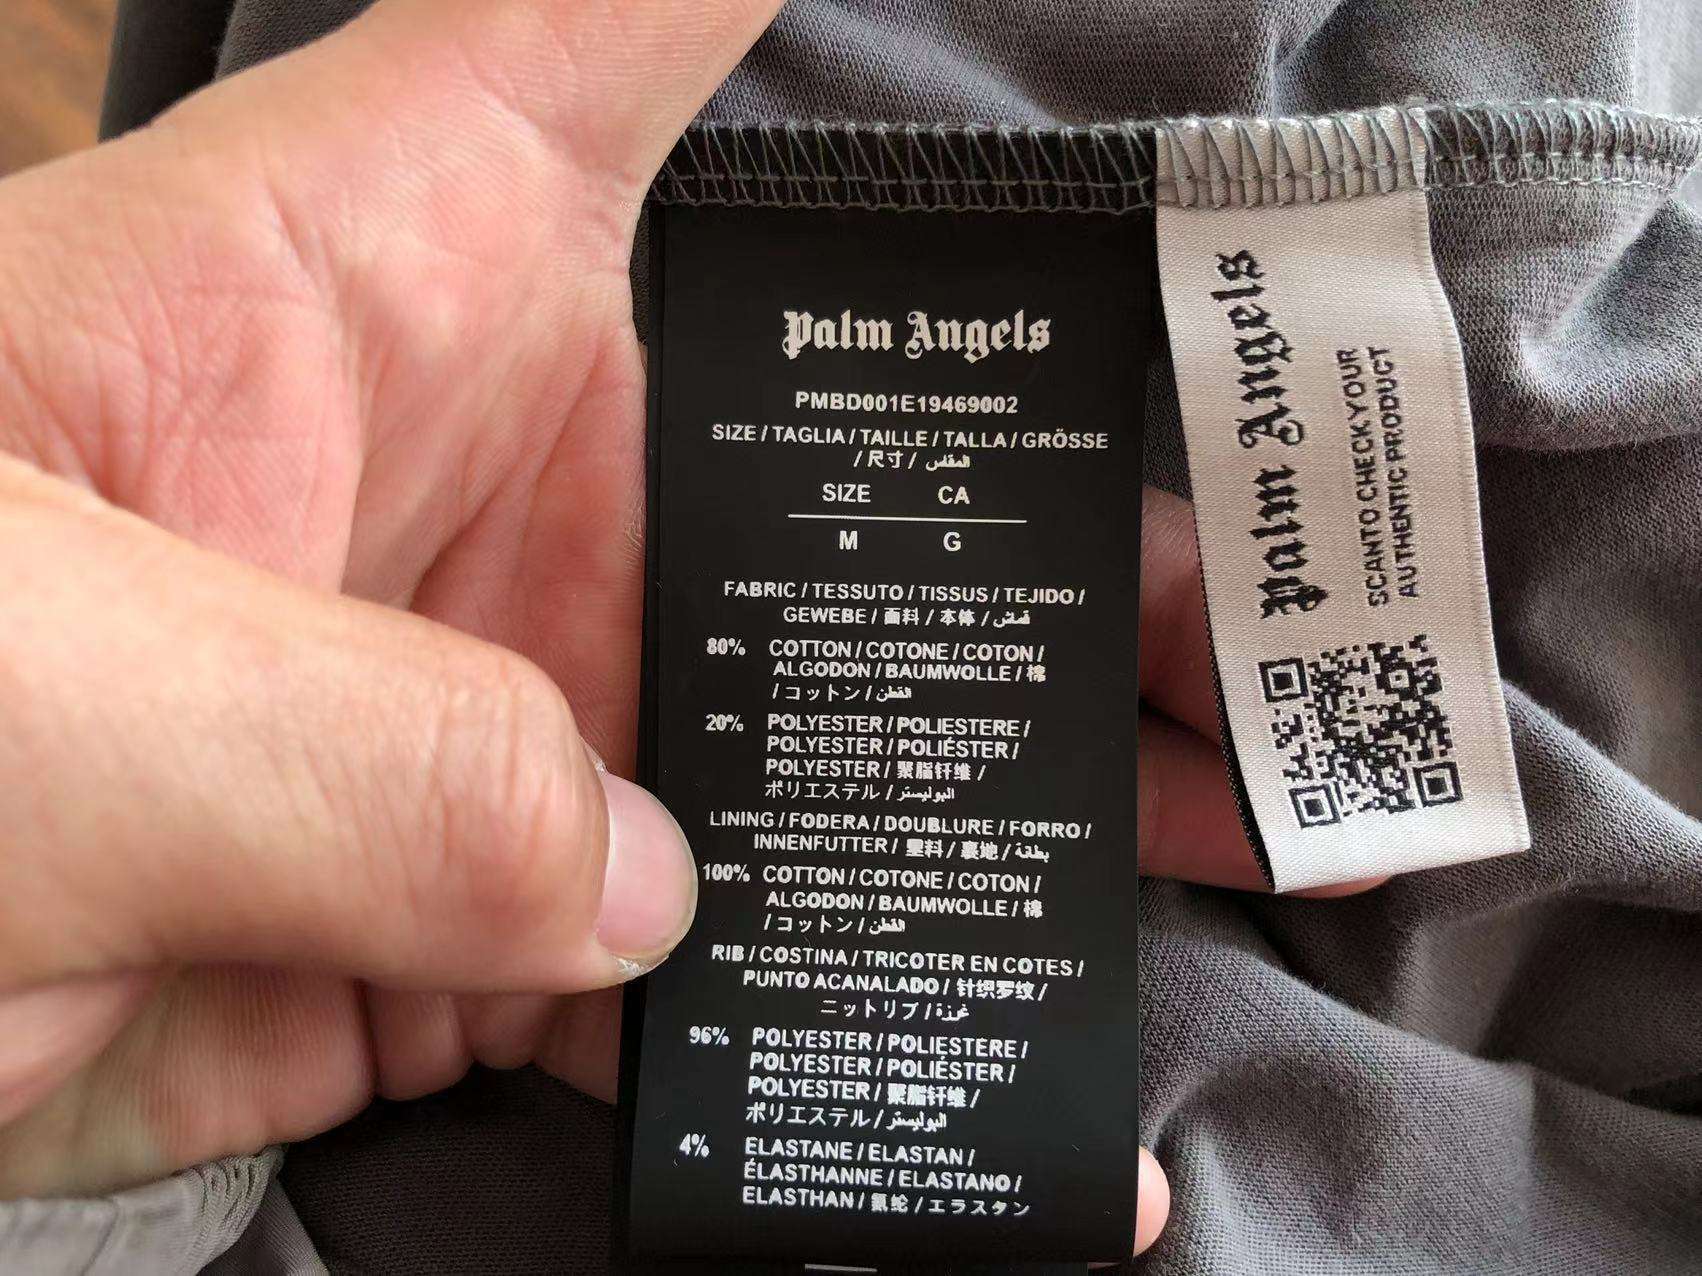 Palm Angels
PMBD001E19469002
SIZE / TAGLIA / TAILLE / TALLA / GRÖSSE
/ 尺寸 / المقاس
SIZE CA
M G
FABRIC / TESSUTO / TISSUS / TEJIDO /
GEWEBE / 面料 / 本体 / قماش
80% COTTON / COTONE / COTON /
ALGODON / BAUMWOLLE / 棉
/ コットン / القطن
20% POLYESTER / POLIESTERE /
POLYESTER / POLIÉSTER /
POLYESTER / 聚脂钎维 /
ポリエステル / البوليستر
LINING / FODERA / DOUBLURE / FORRO /
INNENFUTTER / 里料 / 裏地 / بطانة
100% COTTON / COTONE / COTON /
ALGODON / BAUMWOLLE / 棉
/ コットン / القطن
RIB / COSTINA / TRICOTER EN COTES /
PUNTO ACANALADO / 针织罗纹 /
ニットリブ /
96% POLYESTER / POLIESTERE /
POLYESTER / POLIÉSTER /
POLYESTER / 聚脂钎维 /
ポリエステル / البوليستر
4% ELASTANE / ELASTAN /
ÉLASTHANNE / ELASTANO /
ELASTHAN / 氨纶 / エラスタン
Palm Angels
SCANTO CHECK YOUR
AUTHENTIC PRODUCT